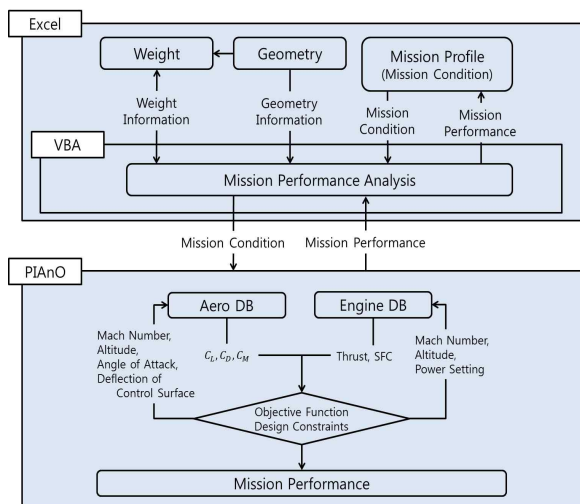 Excel
Weight
Geometry
Mission Profile
(Mission Condition)
Weight
Information
Geometry
Information
Mission
Condition
Mission
Performance
VBA
Mission Performance Analysis
Mission Condition
Mission Performance
PIAnO
Aero DB
Engine DB
Mach Number,
Altitude,
Angle of Attack,
Deflection of
Control Surface
C_L, C_D, C_M
Thrust, SFC
Mach Number,
Altitude,
Power Setting
Objective Function
Design Constraints
Mission Performance